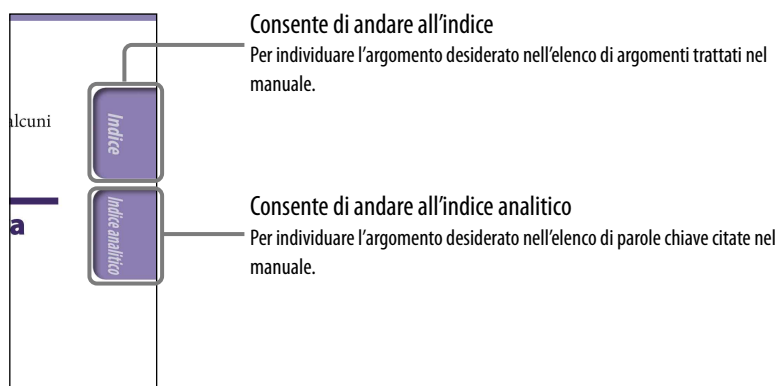 Consente di andare all'indice
Per individuare l'argomento desiderato nell'elenco di argomenti trattati nel
manuale.
alcuni
Indice
a
Indice analitico
Consente di andare all'indice analitico
Per individuare l'argomento desiderato nell'elenco di parole chiave citate nel
manuale.